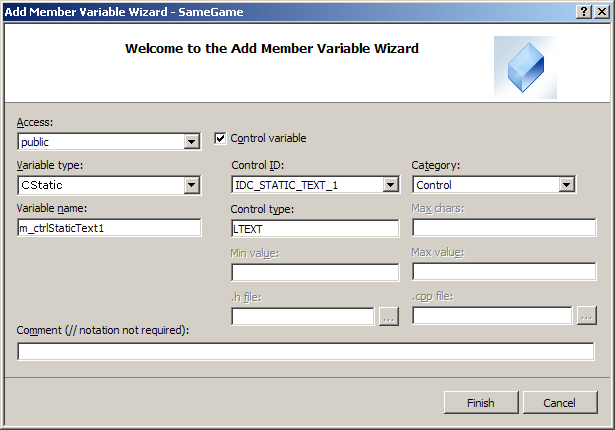 Add Member Variable Wizard - SameGame
Welcome to the Add Member Variable Wizard
Access:
public
Control variable
Variable type:
CStatic
Control ID:
IDC_STATIC_TEXT_1
Category:
Control
Variable name:
m_ctrlStaticText1
Control type:
LTEXT
Max chars:
Min value:
Max value:
.h file:
...
.cpp file:
...
Comment (// notation not required):
Finish
Cancel